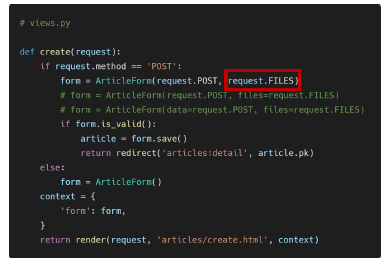 # views.py
def create(request):
    if request.method == 'POST':
        form = ArticleForm(request.POST, request.FILES)
        # form = ArticleForm(request.POST, files=request.FILES)
        # form = ArticleForm(data=request.POST, files=request.FILES)
        if form.is_valid():
            article = form.save()
            return redirect('articles:detail', article.pk)
    else:
        form = ArticleForm()
    context = {
        'form': form,
    }
    return render(request, 'articles/create.html', context)